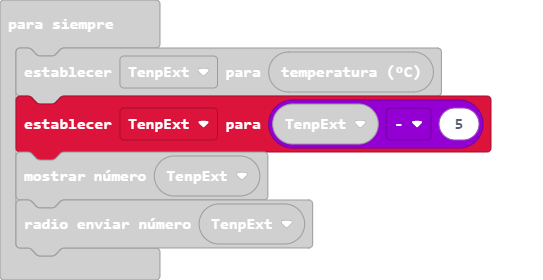 para siempre
establecer TenpExt para temperatura (ºC)
establecer TenpExt para TenpExt - 5
mostrar número TenpExt
radio enviar número TenpExt